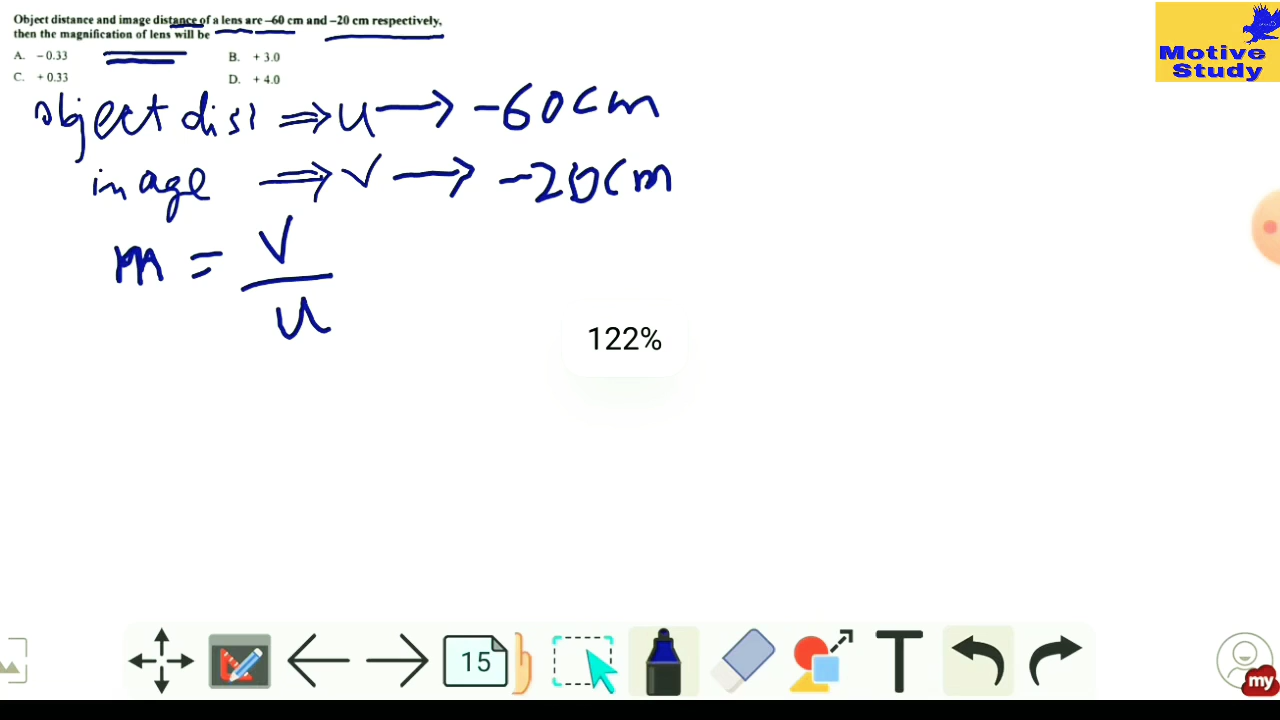 Object distance and image distance of a lens are –60 cm and –20 cm respectively,
then the magnification of lens will be
A. – 0.33 B. + 3.0
C. + 0.33 D. + 4.0
Motive
Study
object dist ⇒ u → -60cm
image ⇒ v → -20cm
m = v
u
122%
15
T
my